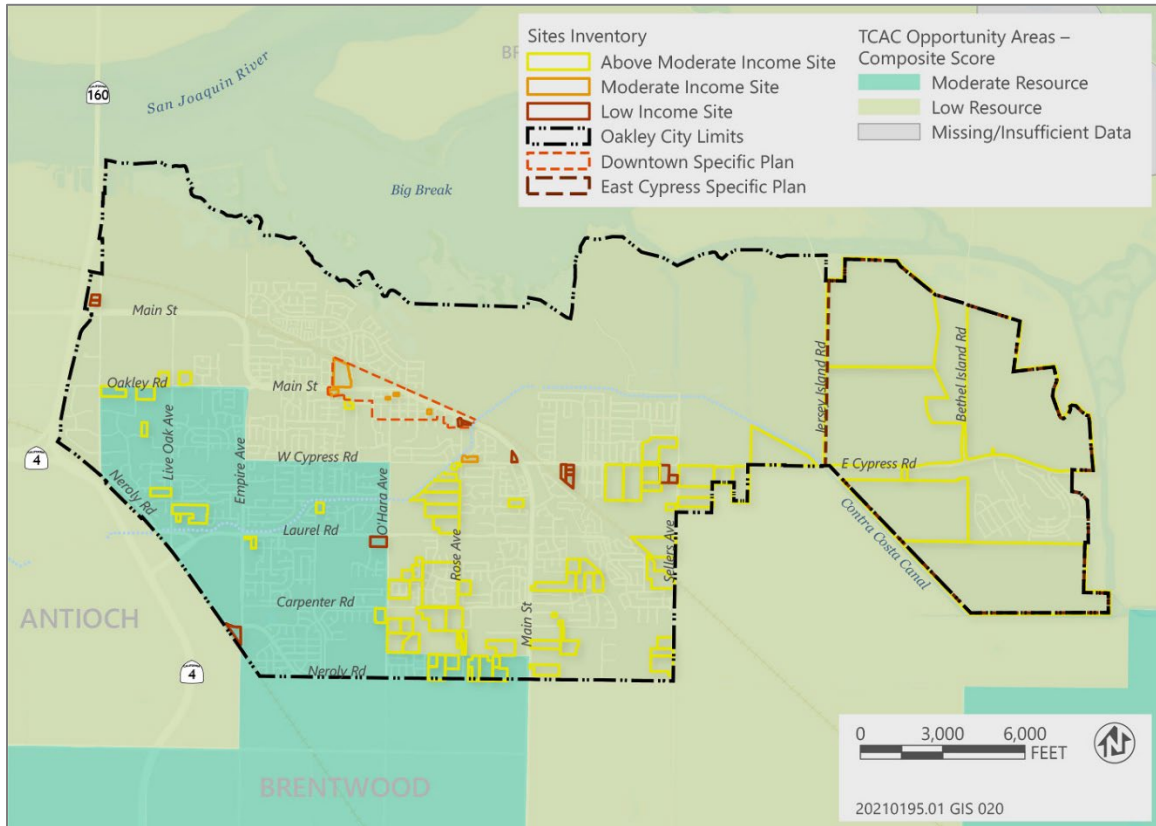 Sites Inventory
Above Moderate Income Site
Moderate Income Site
Low Income Site
Oakley City Limits
Downtown Specific Plan
East Cypress Specific Plan
TCAC Opportunity Areas –
Composite Score
Moderate Resource
Low Resource
Missing/Insufficient Data
BR
160
San Joaquin River
Big Break
Main St
Oakley Rd
Main St
Jersey Island Rd
Bethel Island Rd
4
Live Oak Ave
Empire Ave
W Cypress Rd
E Cypress Rd
Neroly Rd
O'Hara Ave
Laurel Rd
Rose Ave
Sellers Ave
Contra Costa Canal
ANTIOCH
Carpenter Rd
Main St
4
Neroly Rd
BRENTWOOD
0 3,000 6,000
FEET
N
20210195.01 GIS 020